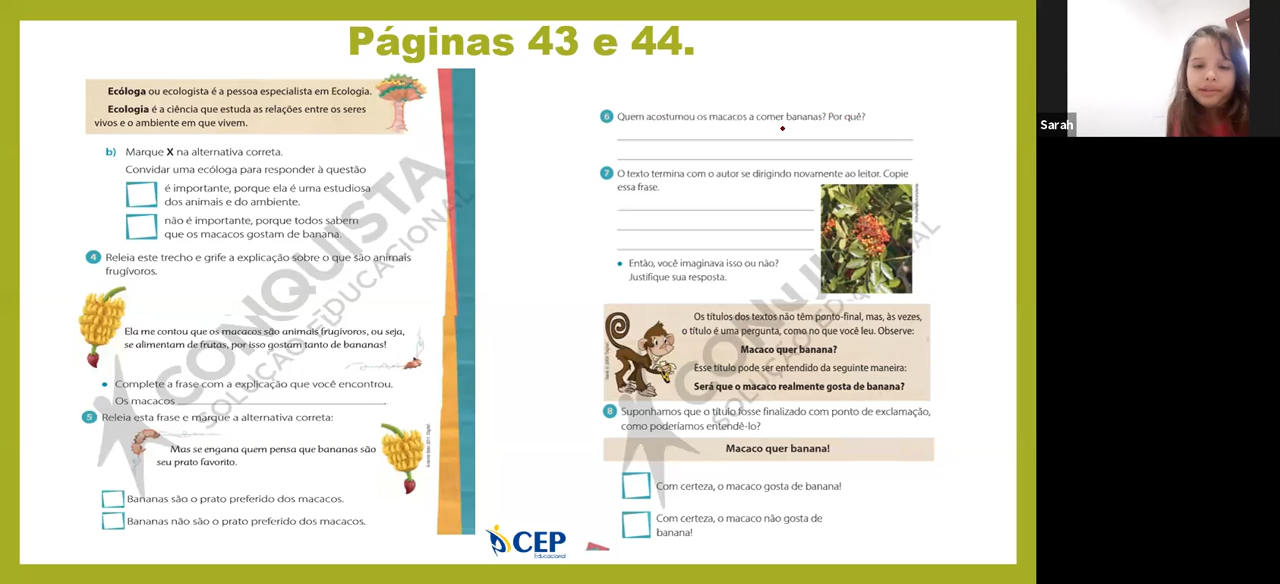 Páginas 43 e 44.
Ecóloga ou ecologista é a pessoa especialista em Ecologia.
Ecologia é a ciência que estuda as relações entre os seres
vivos e o ambiente em que vivem.
b) Marque X na alternativa correta.
Convidar uma ecóloga para responder à questão
é importante, porque ela é uma estudiosa
dos animais e do ambiente.
não é importante, porque todos sabem
que os macacos gostam de banana.
4 Releia este trecho e grife a explicação sobre o que são animais
frugívoros.
Ela me contou que os macacos são animais frugívoros, ou seja,
se alimentam de frutas, por isso gostam tanto de bananas!
• Complete a frase com a explicação que você encontrou.
Os macacos
5 Releia esta frase e marque a alternativa correta:
Mas se engana quem pensa que bananas são
seu prato favorito.
Bananas são o prato preferido dos macacos.
Bananas não são o prato preferido dos macacos.
6 Quem acostumou os macacos a comer bananas? Por quê?
7 O texto termina com o autor se dirigindo novamente ao leitor. Copie
essa frase.
• Então, você imaginava isso ou não?
Justifique sua resposta.
Os títulos dos textos não têm ponto-final, mas, às vezes,
o título é uma pergunta, como no que você leu. Observe:
Macaco quer banana?
Esse título pode ser entendido da seguinte maneira:
Será que o macaco realmente gosta de banana?
8 Suponhamos que o título fosse finalizado com ponto de exclamação,
como poderíamos entendê-lo?
Macaco quer banana!
Com certeza, o macaco gosta de banana!
Com certeza, o macaco não gosta de
banana!
CONQUISTA
SOLUÇÃO EDUCACIONAL
CEP
Educacional
Sarah